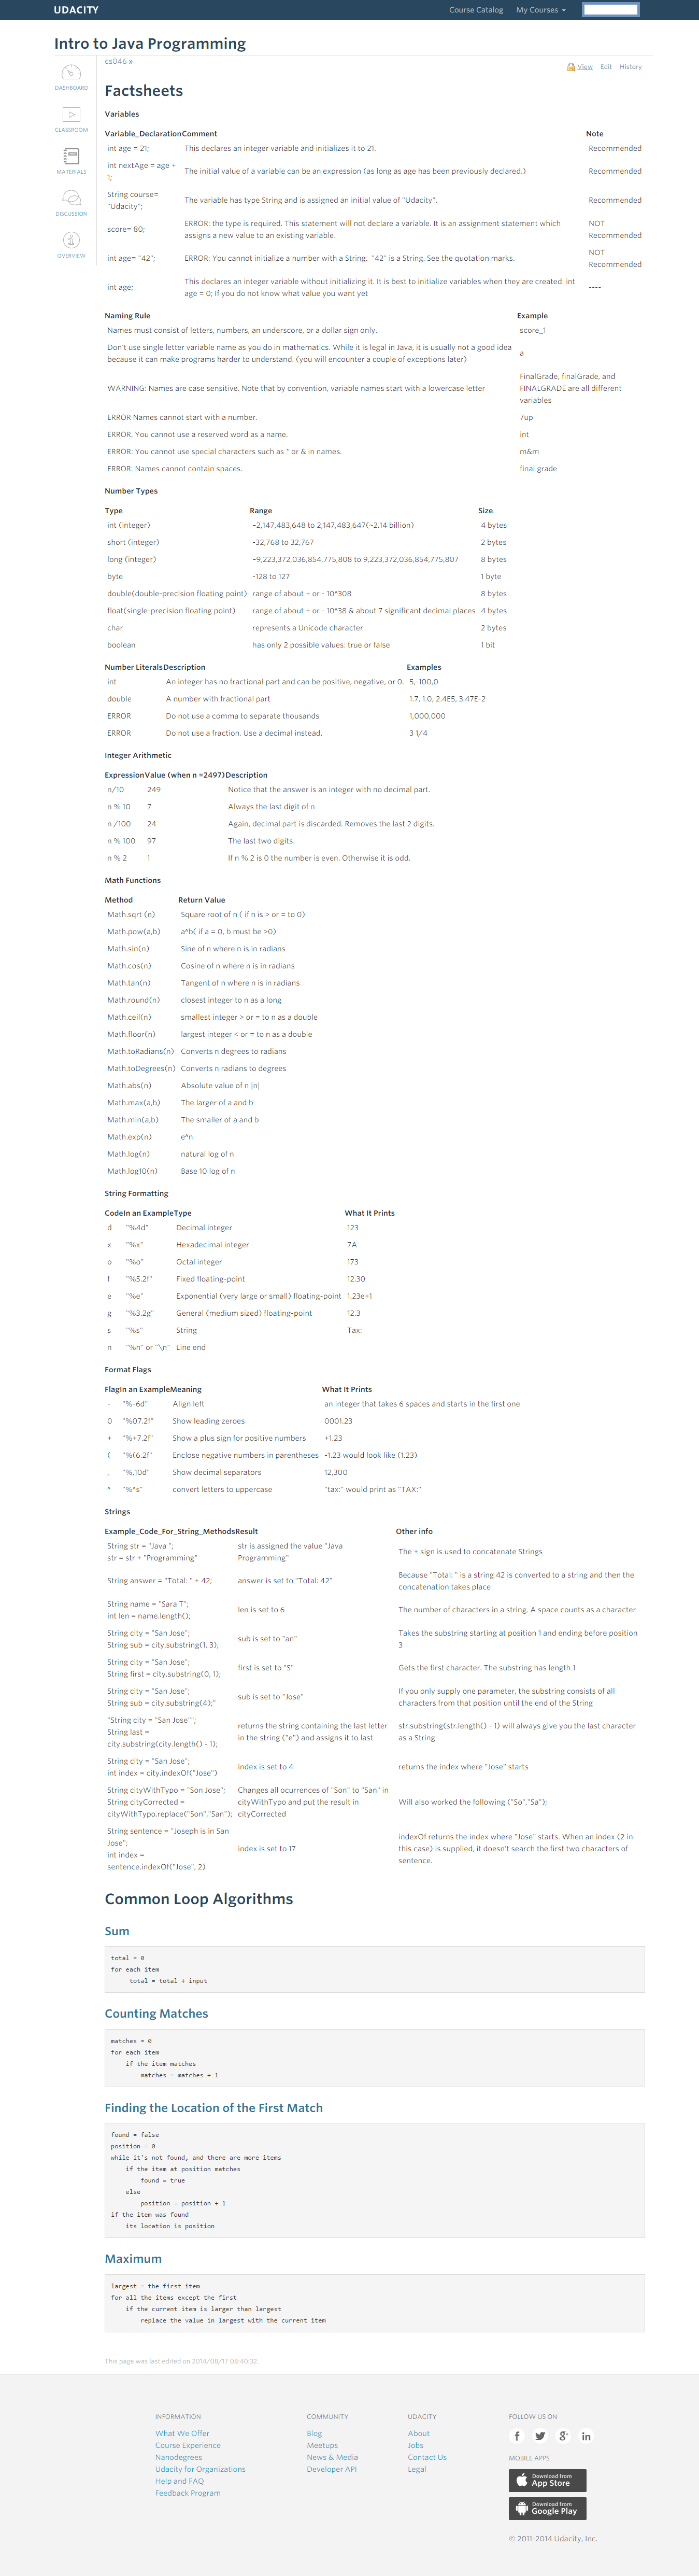 UDACITY
Course Catalog My Courses
Intro to Java Programming
DASHBOARD
CLASSROOM
MATERIALS
DISCUSSION
OVERVIEW
cs046 »
View Edit History
Factsheets
Variables
Variable_DeclarationComment Note
int age = 21; This declares an integer variable and initializes it to 21. Recommended
int nextAge = age +
1; The initial value of a variable can be an expression (as long as age has been previously declared.) Recommended
String course=
"Udacity"; The variable has type String and is assigned an initial value of "Udacity". Recommended
score= 80; ERROR: the type is required. This statement will not declare a variable. It is an assignment statement which
assigns a new value to an existing variable. NOT
Recommended
int age= "42"; ERROR: You cannot initialize a number with a String. "42" is a String. See the quotation marks. NOT
Recommended
int age; This declares an integer variable without initializing it. It is best to initialize variables when they are created: int
age = 0; If you do not know what value you want yet ----
Naming Rule Example
Names must consist of letters, numbers, an underscore, or a dollar sign only. score_1
Don't use single letter variable name as you do in mathematics. While it is legal in Java, it is usually not a good idea
because it can make programs harder to understand. (you will encounter a couple of exceptions later) a
WARNING: Names are case sensitive. Note that by convention, variable names start with a lowercase letter FinalGrade, finalGrade, and
FINALGRADE are all different
variables
ERROR Names cannot start with a number. 7up
ERROR. You cannot use a reserved word as a name. int
ERROR: You cannot use special characters such as * or & in names. m&m
ERROR: Names cannot contain spaces. final grade
Number Types
Type Range Size
int (integer) −2,147,483,648 to 2,147,483,647(~2.14 billion) 4 bytes
short (integer) -32,768 to 32,767 2 bytes
long (integer) −9,223,372,036,854,775,808 to 9,223,372,036,854,775,807 8 bytes
byte -128 to 127 1 byte
double(double-precision floating point) range of about + or - 10^308 8 bytes
float(single-precision floating point) range of about + or - 10^38 & about 7 significant decimal places 4 bytes
char represents a Unicode character 2 bytes
boolean has only 2 possible values: true or false 1 bit
Number LiteralsDescription Examples
int An integer has no fractional part and can be positive, negative, or 0. 5,-100,0
double A number with fractional part 1.7, 1.0, 2.4E5, 3.47E-2
ERROR Do not use a comma to separate thousands 1,000,000
ERROR Do not use a fraction. Use a decimal instead. 3 1/4
Integer Arithmetic
ExpressionValue (when n =2497)Description
n/10 249 Notice that the answer is an integer with no decimal part.
n % 10 7 Always the last digit of n
n /100 24 Again, decimal part is discarded. Removes the last 2 digits.
n % 100 97 The last two digits.
n % 2 1 If n % 2 is 0 the number is even. Otherwise it is odd.
Math Functions
Method Return Value
Math.sqrt (n) Square root of n ( if n is > or = to 0)
Math.pow(a,b) a^b( if a = 0, b must be >0)
Math.sin(n) Sine of n where n is in radians
Math.cos(n) Cosine of n where n is in radians
Math.tan(n) Tangent of n where n is in radians
Math.round(n) closest integer to n as a long
Math.ceil(n) smallest integer > or = to n as a double
Math.floor(n) largest integer < or = to n as a double
Math.toRadians(n) Converts n degrees to radians
Math.toDegrees(n) Converts n radians to degrees
Math.abs(n) Absolute value of n |n|
Math.max(a,b) The larger of a and b
Math.min(a,b) The smaller of a and b
Math.exp(n) e^n
Math.log(n) natural log of n
Math.log10(n) Base 10 log of n
String Formatting
CodeIn an ExampleType What It Prints
d "%4d" Decimal integer 123
x "%x" Hexadecimal integer 7A
o "%o" Octal integer 173
f "%5.2f" Fixed floating-point 12.30
e "%e" Exponential (very large or small) floating-point 1.23e+1
g "%3.2g" General (medium sized) floating-point 12.3
s "%s" String Tax:
n "%n" or "\n" Line end
Format Flags
FlagIn an ExampleMeaning What It Prints
- "%-6d" Align left an integer that takes 6 spaces and starts in the first one
0 "%07.2f" Show leading zeroes 0001.23
+ "%+7.2f" Show a plus sign for positive numbers +1.23
( "%(6.2f" Enclose negative numbers in parentheses -1.23 would look like (1.23)
, "%,10d" Show decimal separators 12,300
^ "%^s" convert letters to uppercase "tax:" would print as "TAX:"
Strings
Example_Code_For_String_MethodsResult Other info
String str = "Java ";
str = str + "Programming" str is assigned the value "Java
Programming" The + sign is used to concatenate Strings
String answer = "Total: " + 42; answer is set to "Total: 42" Because "Total: " is a string 42 is converted to a string and then the
concatenation takes place
String name = "Sara T";
int len = name.length(); len is set to 6 The number of characters in a string. A space counts as a character
String city = "San Jose";
String sub = city.substring(1, 3); sub is set to "an" Takes the substring starting at position 1 and ending before position
3
String city = "San Jose";
String first = city.substring(0, 1); first is set to "S" Gets the first character. The substring has length 1
String city = "San Jose";
String sub = city.substring(4);" sub is set to "Jose" If you only supply one parameter, the substring consists of all
characters from that position until the end of the String
"String city = "San Jose"";
String last =
city.substring(city.length() - 1); returns the string containing the last letter
in the string ("e") and assigns it to last str.substring(str.length() - 1) will always give you the last character
as a String
String city = "San Jose";
int index = city.indexOf("Jose") index is set to 4 returns the index where "Jose" starts
String cityWithTypo = "Son Jose";
String cityCorrected =
cityWithTypo.replace("Son","San"); Changes all ocurrences of "Son" to "San" in
cityWithTypo and put the result in
cityCorrected Will also worked the following ("So","Sa");
String sentence = "Joseph is in San
Jose";
int index =
sentence.indexOf("Jose", 2) index is set to 17 indexOf returns the index where "Jose" starts. When an index (2 in
this case) is supplied, it doesn't search the first two characters of
sentence.
Common Loop Algorithms
Sum
total = 0
for each item
total = total + input
Counting Matches
matches = 0
for each item
if the item matches
matches = matches + 1
Finding the Location of the First Match
found = false
position = 0
while it's not found, and there are more items
if the item at position matches
found = true
else
position = position + 1
if the item was found
its location is position
Maximum
largest = the first item
for all the items except the first
if the current item is larger than largest
replace the value in largest with the current item
This page was last edited on 2014/08/17 08:40:32.
INFORMATION COMMUNITY UDACITY FOLLOW US ON
What We Offer Blog About
Course Experience Meetups Jobs
Nanodegrees News & Media Contact Us
Udacity for Organizations Developer API Legal
Help and FAQ
Feedback Program
MOBILE APPS
Download from
App Store
Download from
Google Play
© 2011-2014 Udacity, Inc.